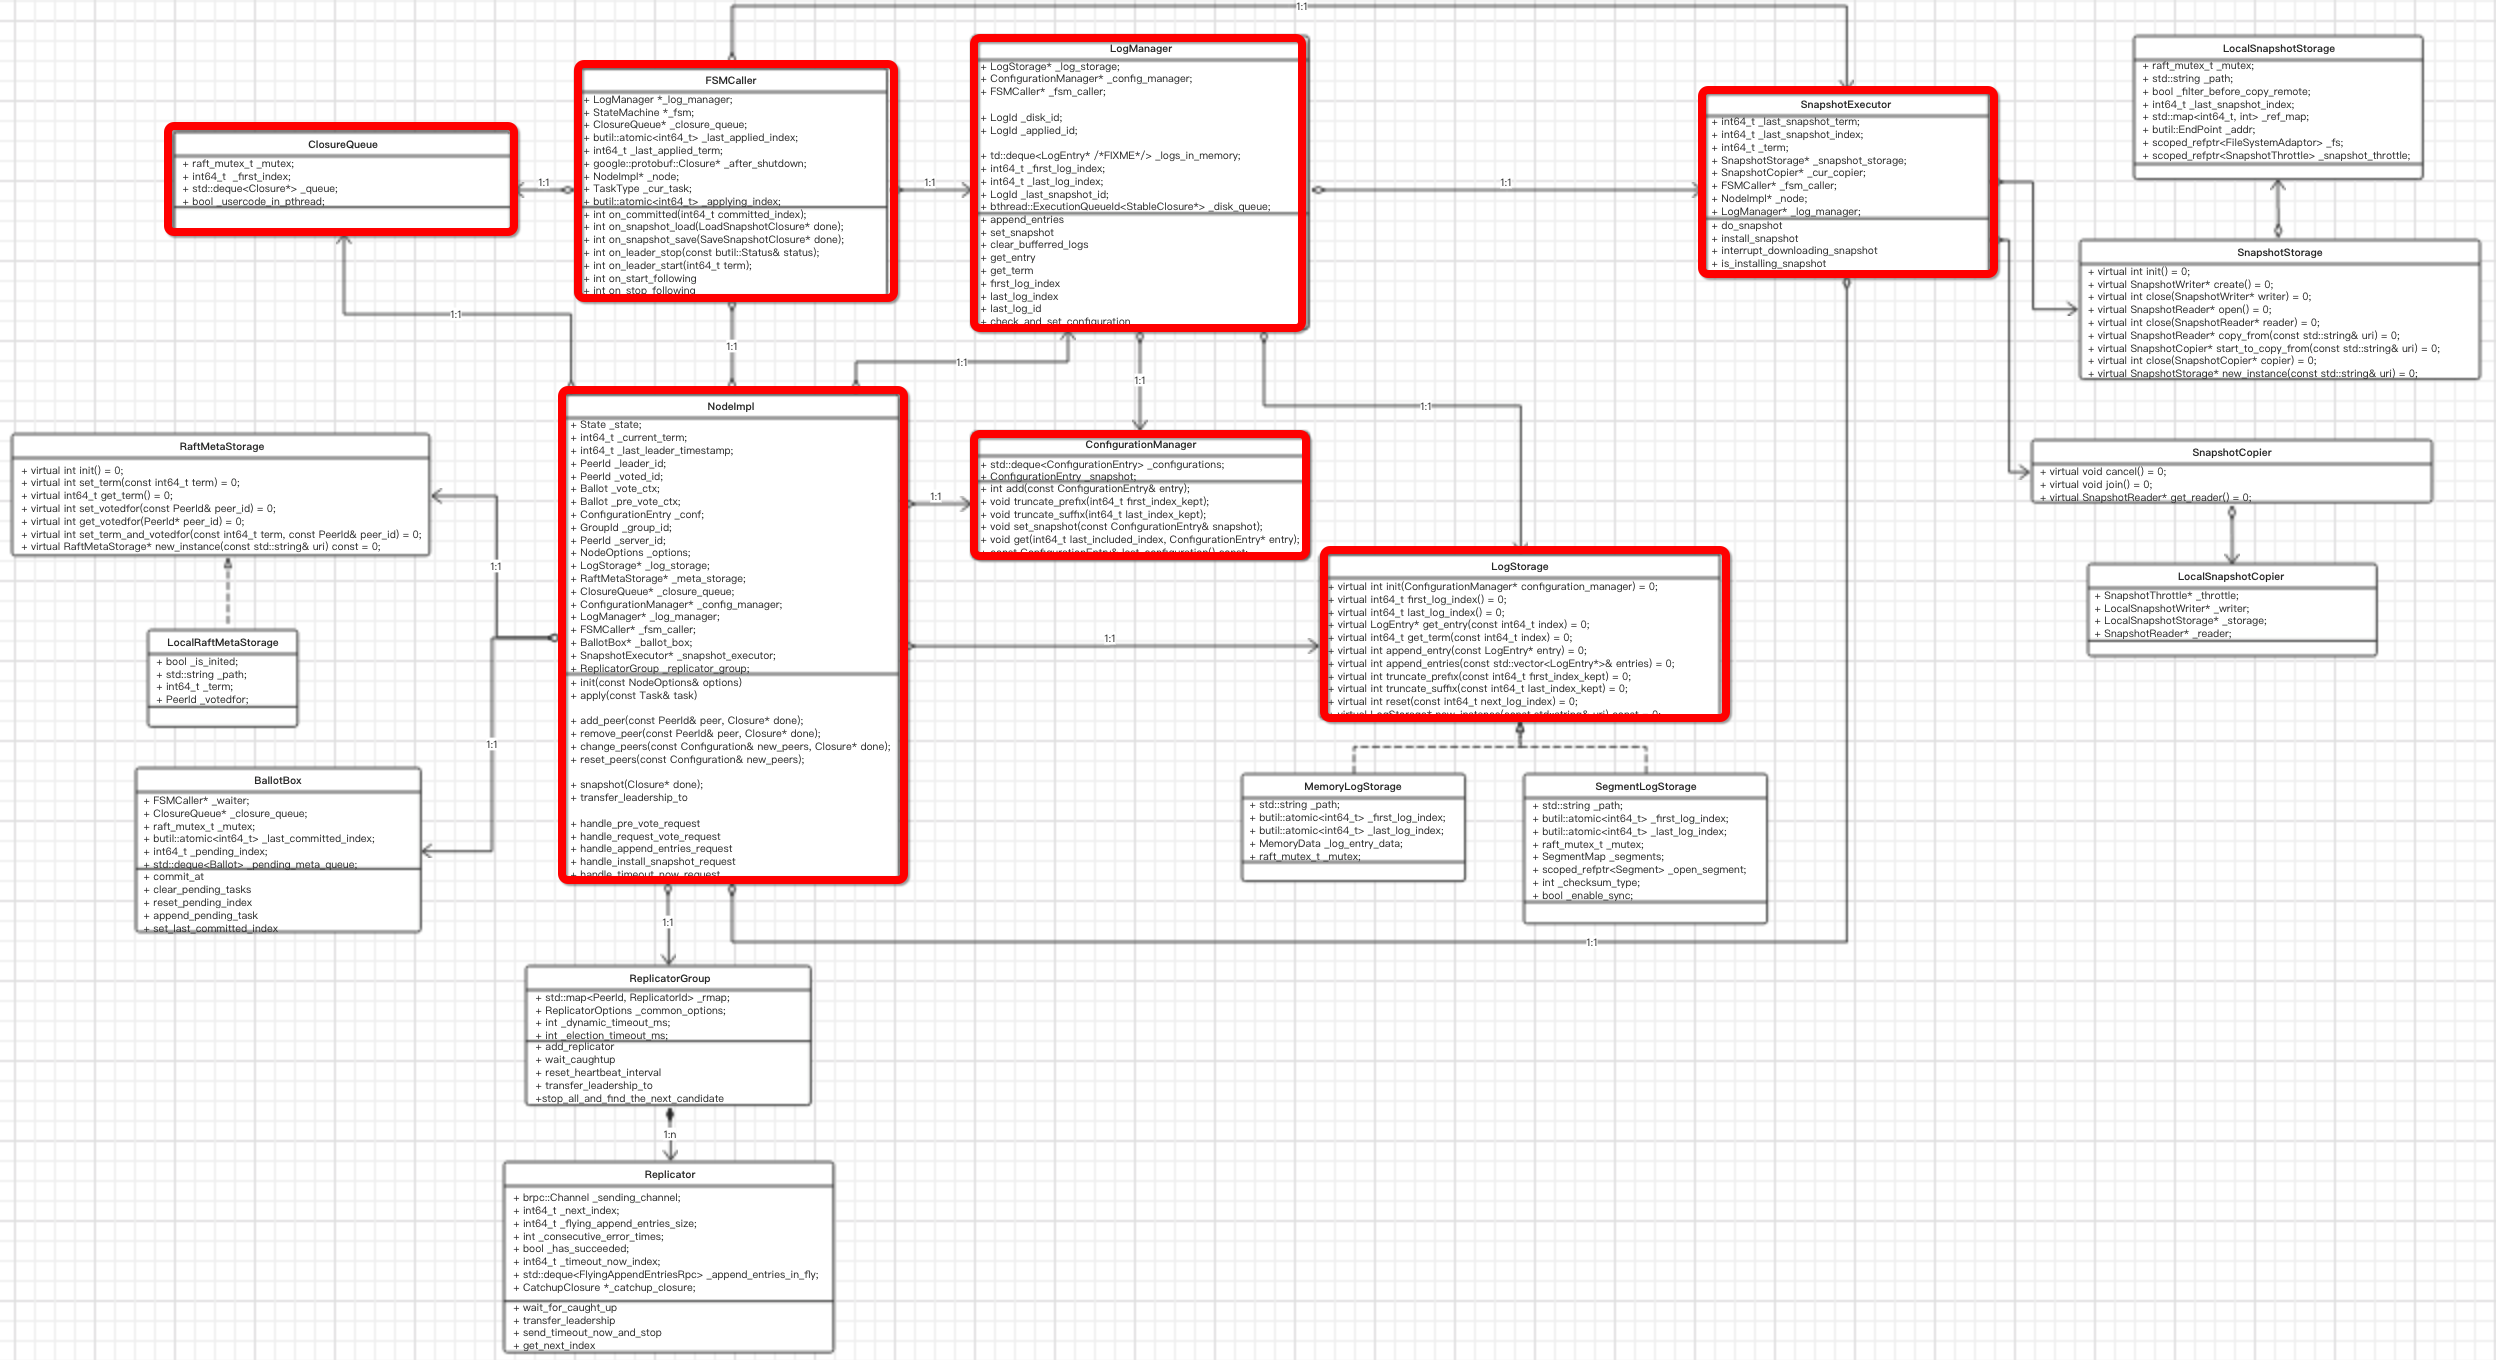 1:1
LogManager
+ LogStorage* _log_storage;
+ ConfigurationManager* _config_manager;
+ FSMCaller* _fsm_caller;
+ LogId _disk_id;
+ LogId _applied_id;
+ td::deque<LogEntry* /*FIXME*/> _logs_in_memory;
+ int64_t _first_log_index;
+ int64_t _last_log_index;
+ LogId _last_snapshot_id;
+ bthread::ExecutionQueueId<StableClosure*> _disk_queue;
+ append_entries
+ set_snapshot
+ clear_bufferred_logs
+ get_entry
+ get_term
+ first_log_index
+ last_log_index
+ last_log_id
+ check_and_set_configuration
LocalSnapshotStorage
+ raft_mutex_t _mutex;
+ std::string _path;
+ bool _filter_before_copy_remote;
+ int64_t _last_snapshot_index;
+ std::map<int64_t, int> _ref_map;
+ butil::EndPoint _addr;
+ scoped_refptr<FileSystemAdaptor> _fs;
+ scoped_refptr<SnapshotThrottle> _snapshot_throttle;
FSMCaller
+ LogManager *_log_manager;
+ StateMachine *_fsm;
+ ClosureQueue* _closure_queue;
+ butil::atomic<int64_t> _last_applied_index;
+ int64_t _last_applied_term;
+ google::protobuf::Closure* _after_shutdown;
+ NodeImpl* _node;
+ TaskType _cur_task;
+ butil::atomic<int64_t> _applying_index;
+ int on_committed(int64_t committed_index);
+ int on_snapshot_load(LoadSnapshotClosure* done);
+ int on_snapshot_save(SaveSnapshotClosure* done);
+ int on_leader_stop(const butil::Status& status);
+ int on_leader_start(int64_t term);
+ int on_start_following
+ int on_stop_following
SnapshotExecutor
+ int64_t _last_snapshot_term;
+ int64_t _last_snapshot_index;
+ int64_t _term;
+ SnapshotStorage* _snapshot_storage;
+ SnapshotCopier* _cur_copier;
+ FSMCaller* _fsm_caller;
+ NodeImpl* _node;
+ LogManager* _log_manager;
+ do_snapshot
+ install_snapshot
+ interrupt_downloading_snapshot
+ is_installing_snapshot
ClosureQueue
+ raft_mutex_t _mutex;
+ int64_t _first_index;
+ std::deque<Closure*> _queue;
+ bool _usercode_in_pthread;
1:1
1:1
1:1
SnapshotStorage
+ virtual int init() = 0;
+ virtual SnapshotWriter* create() = 0;
+ virtual int close(SnapshotWriter* writer) = 0;
+ virtual SnapshotReader* open() = 0;
+ virtual int close(SnapshotReader* reader) = 0;
+ virtual SnapshotReader* copy_from(const std::string& uri) = 0;
+ virtual SnapshotCopier* start_to_copy_from(const std::string& uri) = 0;
+ virtual int close(SnapshotCopier* copier) = 0;
+ virtual SnapshotStorage* new_instance(const std::string& uri) = 0;
1:1
1:1
1:1
1:1
1:1
NodeImpl
+ State _state;
+ int64_t _current_term;
+ int64_t _last_leader_timestamp;
+ PeerId _leader_id;
+ PeerId _voted_id;
+ Ballot _vote_ctx;
+ Ballot _pre_vote_ctx;
+ ConfigurationEntry _conf;
+ GroupId _group_id;
+ PeerId _server_id;
+ NodeOptions _options;
+ LogStorage* _log_storage;
+ RaftMetaStorage* _meta_storage;
+ ClosureQueue* _closure_queue;
+ ConfigurationManager* _config_manager;
+ LogManager* _log_manager;
+ FSMCaller* _fsm_caller;
+ BallotBox* _ballot_box;
+ SnapshotExecutor* _snapshot_executor;
+ ReplicatorGroup _replicator_group;
+ init(const NodeOptions& options)
+ apply(const Task& task)
+ add_peer(const PeerId& peer, Closure* done);
+ remove_peer(const PeerId& peer, Closure* done);
+ change_peers(const Configuration& new_peers, Closure* done);
+ reset_peers(const Configuration& new_peers);
+ snapshot(Closure* done);
+ transfer_leadership_to
+ handle_pre_vote_request
+ handle_request_vote_request
+ handle_append_entries_request
+ handle_install_snapshot_request
+ handle_timeout_now_request
RaftMetaStorage
+ virtual int init() = 0;
+ virtual int set_term(const int64_t term) = 0;
+ virtual int64_t get_term() = 0;
+ virtual int set_votedfor(const PeerId& peer_id) = 0;
+ virtual int get_votedfor(PeerId* peer_id) = 0;
+ virtual int set_term_and_votedfor(const int64_t term, const PeerId& peer_id) = 0;
+ virtual RaftMetaStorage* new_instance(const std::string& uri) const = 0;
ConfigurationManager
+ std::deque<ConfigurationEntry> _configurations;
+ ConfigurationEntry _snapshot;
+ int add(const ConfigurationEntry& entry);
+ void truncate_prefix(int64_t first_index_kept);
+ void truncate_suffix(int64_t last_index_kept);
+ void set_snapshot(const ConfigurationEntry& snapshot);
+ void get(int64_t last_included_index, ConfigurationEntry* entry);
+ const ConfigurationEntry& last_configuration() const;
SnapshotCopier
+ virtual void cancel() = 0;
+ virtual void join() = 0;
+ virtual SnapshotReader* get_reader() = 0;
1:1
1:1
LogStorage
+ virtual int init(ConfigurationManager* configuration_manager) = 0;
+ virtual int64_t first_log_index() = 0;
+ virtual int64_t last_log_index() = 0;
+ virtual LogEntry* get_entry(const int64_t index) = 0;
+ virtual int64_t get_term(const int64_t index) = 0;
+ virtual int append_entry(const LogEntry* entry) = 0;
+ virtual int append_entries(const std::vector<LogEntry*>& entries) = 0;
+ virtual int truncate_prefix(const int64_t first_index_kept) = 0;
+ virtual int truncate_suffix(const int64_t last_index_kept) = 0;
+ virtual int reset(const int64_t next_log_index) = 0;
+ virtual LogStorage* new_instance(const std::string& uri) const = 0;
LocalSnapshotCopier
+ SnapshotThrottle* _throttle;
+ LocalSnapshotWriter* _writer;
+ LocalSnapshotStorage* _storage;
+ SnapshotReader* _reader;
LocalRaftMetaStorage
+ bool _is_inited;
+ std::string _path;
+ int64_t _term;
+ PeerId _votedfor;
1:1
1:1
BallotBox
+ FSMCaller* _waiter;
+ ClosureQueue* _closure_queue;
+ raft_mutex_t _mutex;
+ butil::atomic<int64_t> _last_committed_index;
+ int64_t _pending_index;
+ std::deque<Ballot> _pending_meta_queue;
+ commit_at
+ clear_pending_tasks
+ reset_pending_index
+ append_pending_task
+ set_last_committed_index
MemoryLogStorage
+ std::string _path;
+ butil::atomic<int64_t> _first_log_index;
+ butil::atomic<int64_t> _last_log_index;
+ MemoryData _log_entry_data;
+ raft_mutex_t _mutex;
SegmentLogStorage
+ std::string _path;
+ butil::atomic<int64_t> _first_log_index;
+ butil::atomic<int64_t> _last_log_index;
+ raft_mutex_t _mutex;
+ SegmentMap _segments;
+ scoped_refptr<Segment> _open_segment;
+ int _checksum_type;
+ bool _enable_sync;
1:1
1:1
ReplicatorGroup
+ std::map<PeerId, ReplicatorId> _rmap;
+ ReplicatorOptions _common_options;
+ int _dynamic_timeout_ms;
+ int _election_timeout_ms;
+ add_replicator
+ wait_caughtup
+ reset_heartbeat_interval
+ transfer_leadership_to
+stop_all_and_find_the_next_candidate
1:n
Replicator
+ brpc::Channel _sending_channel;
+ int64_t _next_index;
+ int64_t _flying_append_entries_size;
+ int _consecutive_error_times;
+ bool _has_succeeded;
+ int64_t _timeout_now_index;
+ std::deque<FlyingAppendEntriesRpc> _append_entries_in_fly;
+ CatchupClosure *_catchup_closure;
+ wait_for_caught_up
+ transfer_leadership
+ send_timeout_now_and_stop
+ get_next_index